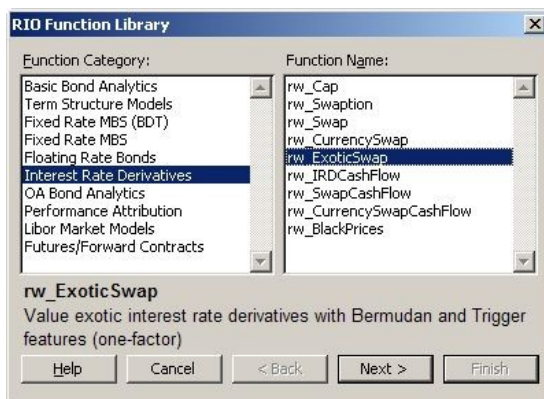 RIO Function Library
Function Category:
Function Name:
Basic Bond Analytics
Term Structure Models
Fixed Rate MBS (BDT)
Fixed Rate MBS
Floating Rate Bonds
Interest Rate Derivatives
OA Bond Analytics
Performance Attribution
Libor Market Models
Futures/Forward Contracts
rw_Cap
rw_Swaption
rw_Swap
rw_CurrencySwap
rw_ExoticSwap
rw_IRDCashFlow
rw_SwapCashFlow
rw_CurrencySwapCashFlow
rw_BlackPrices
rw_ExoticSwap
Value exotic interest rate derivatives with Bermudan and Trigger
features (one-factor)
Help
Cancel
< Back
Next >
Finish